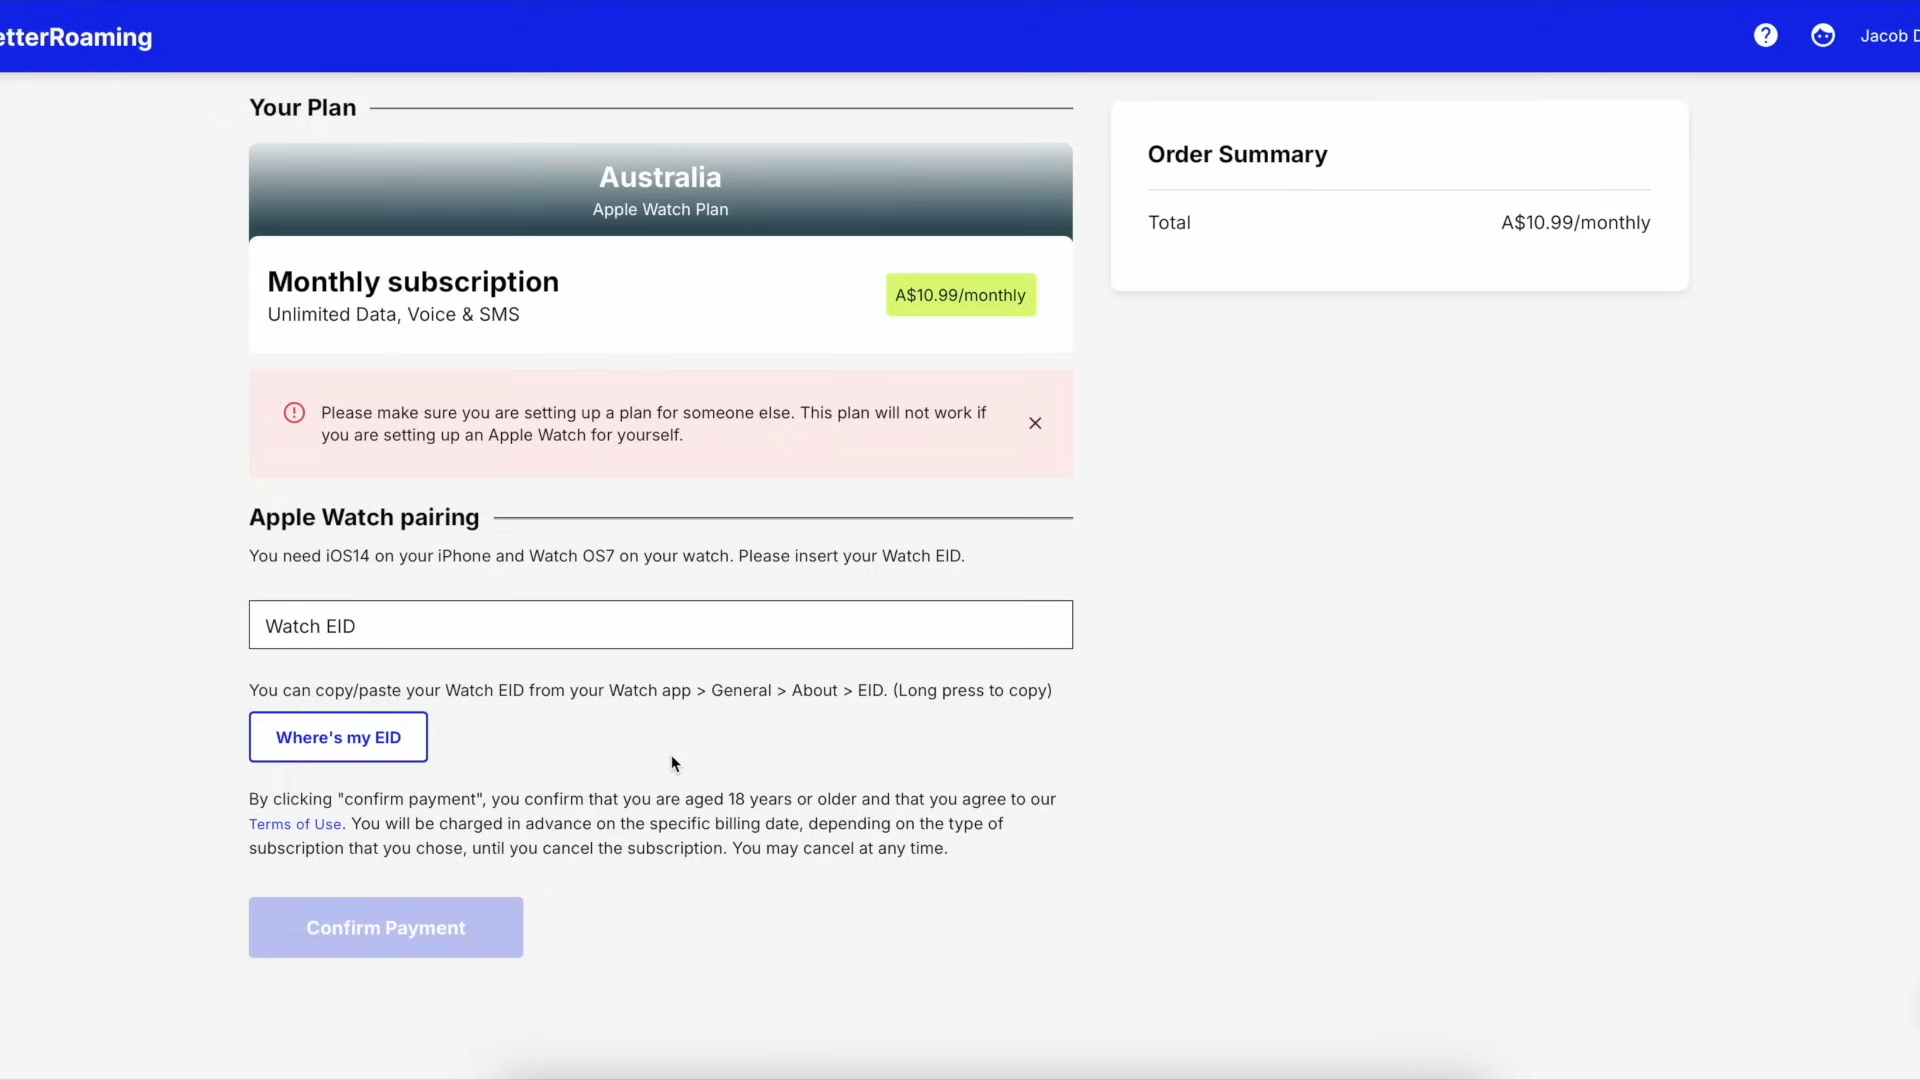 etterRoaming
Jacob D
Your Plan
Australia
Apple Watch Plan
Monthly subscription
Unlimited Data, Voice & SMS
A$10.99/monthly
Please make sure you are setting up a plan for someone else. This plan will not work if
you are setting up an Apple Watch for yourself.
Apple Watch pairing
You need iOS14 on your iPhone and Watch OS7 on your watch. Please insert your Watch EID.
Watch EID
You can copy/paste your Watch EID from your Watch app > General > About > EID. (Long press to copy)
Where's my EID
By clicking "confirm payment", you confirm that you are aged 18 years or older and that you agree to our
Terms of Use. You will be charged in advance on the specific billing date, depending on the type of
subscription that you chose, until you cancel the subscription. You may cancel at any time.
Confirm Payment
Order Summary
Total A$10.99/monthly